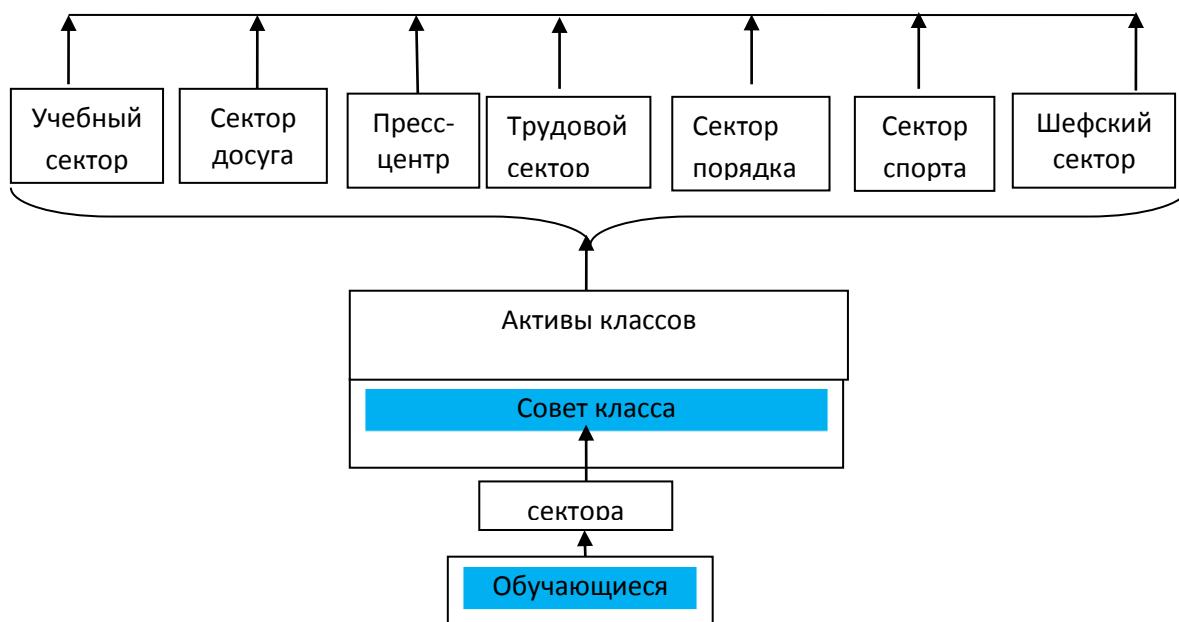 Учебный
сектор
Сектор
досуга
Пресс-
центр
Трудовой
сектор
Сектор
порядка
Сектор
спорта
Шефский
сектор
Активы классов
Совет класса
сектора
Обучающиеся